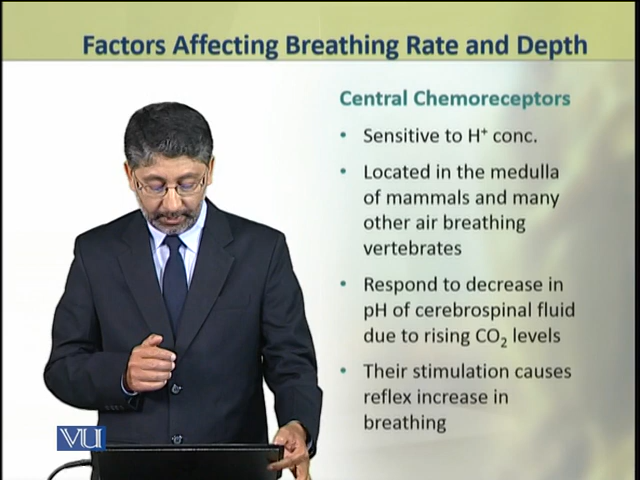 Factors Affecting Breathing Rate and Depth
Central Chemoreceptors
• Sensitive to H⁺ conc.
• Located in the medulla
of mammals and many
other air breathing
vertebrates
• Respond to decrease in
pH of cerebrospinal fluid
due to rising CO₂ levels
• Their stimulation causes
reflex increase in
breathing
VU